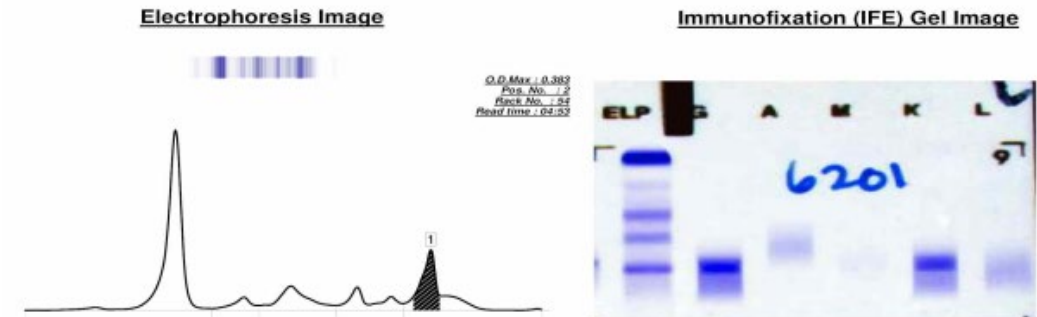 Electrophoresis Image
O.D.Max : 0.383
Pos. No. : 2
Rack No. : 54
Read time : 04:53
1
Immunofixation (IFE) Gel Image
ELP G A M K L
9
6201